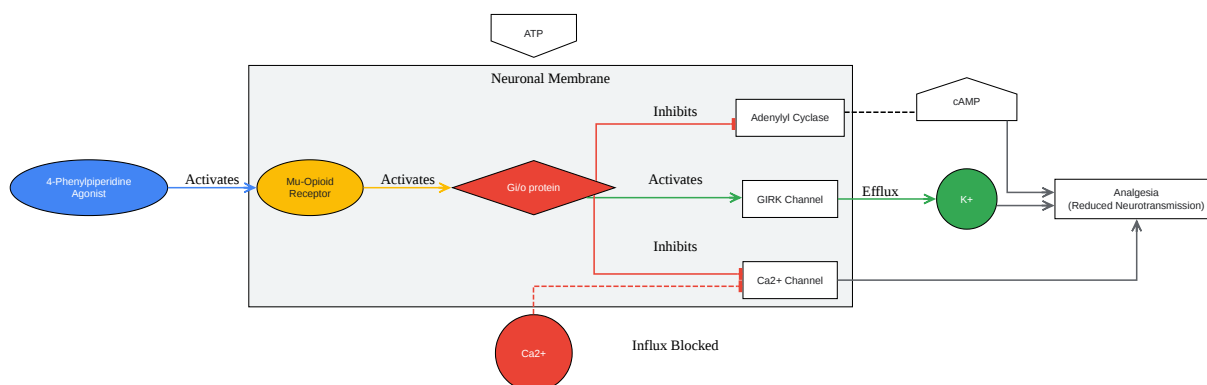 ATP
Neuronal Membrane
Inhibits
Adenylyl Cyclase
cAMP
4-Phenylpiperidine
Agonist
Activates
Mu-Opioid
Receptor
Activates
Gi/o protein
Activates
GIRK Channel
Efflux
K+
Analgesia
(Reduced Neurotransmission)
Inhibits
Ca2+ Channel
Ca2+
Influx Blocked